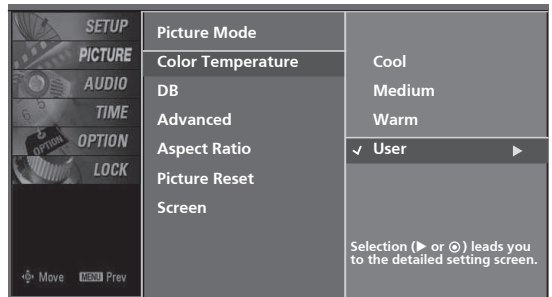 SETUP
PICTURE
AUDIO
TIME
OPTION
LOCK
Move MENU Prev
Picture Mode
Color Temperature
DB
Advanced
Aspect Ratio
Picture Reset
Screen
Cool
Medium
Warm
✓ User ▶
Selection (▶ or ⊙) leads you
to the detailed setting screen.